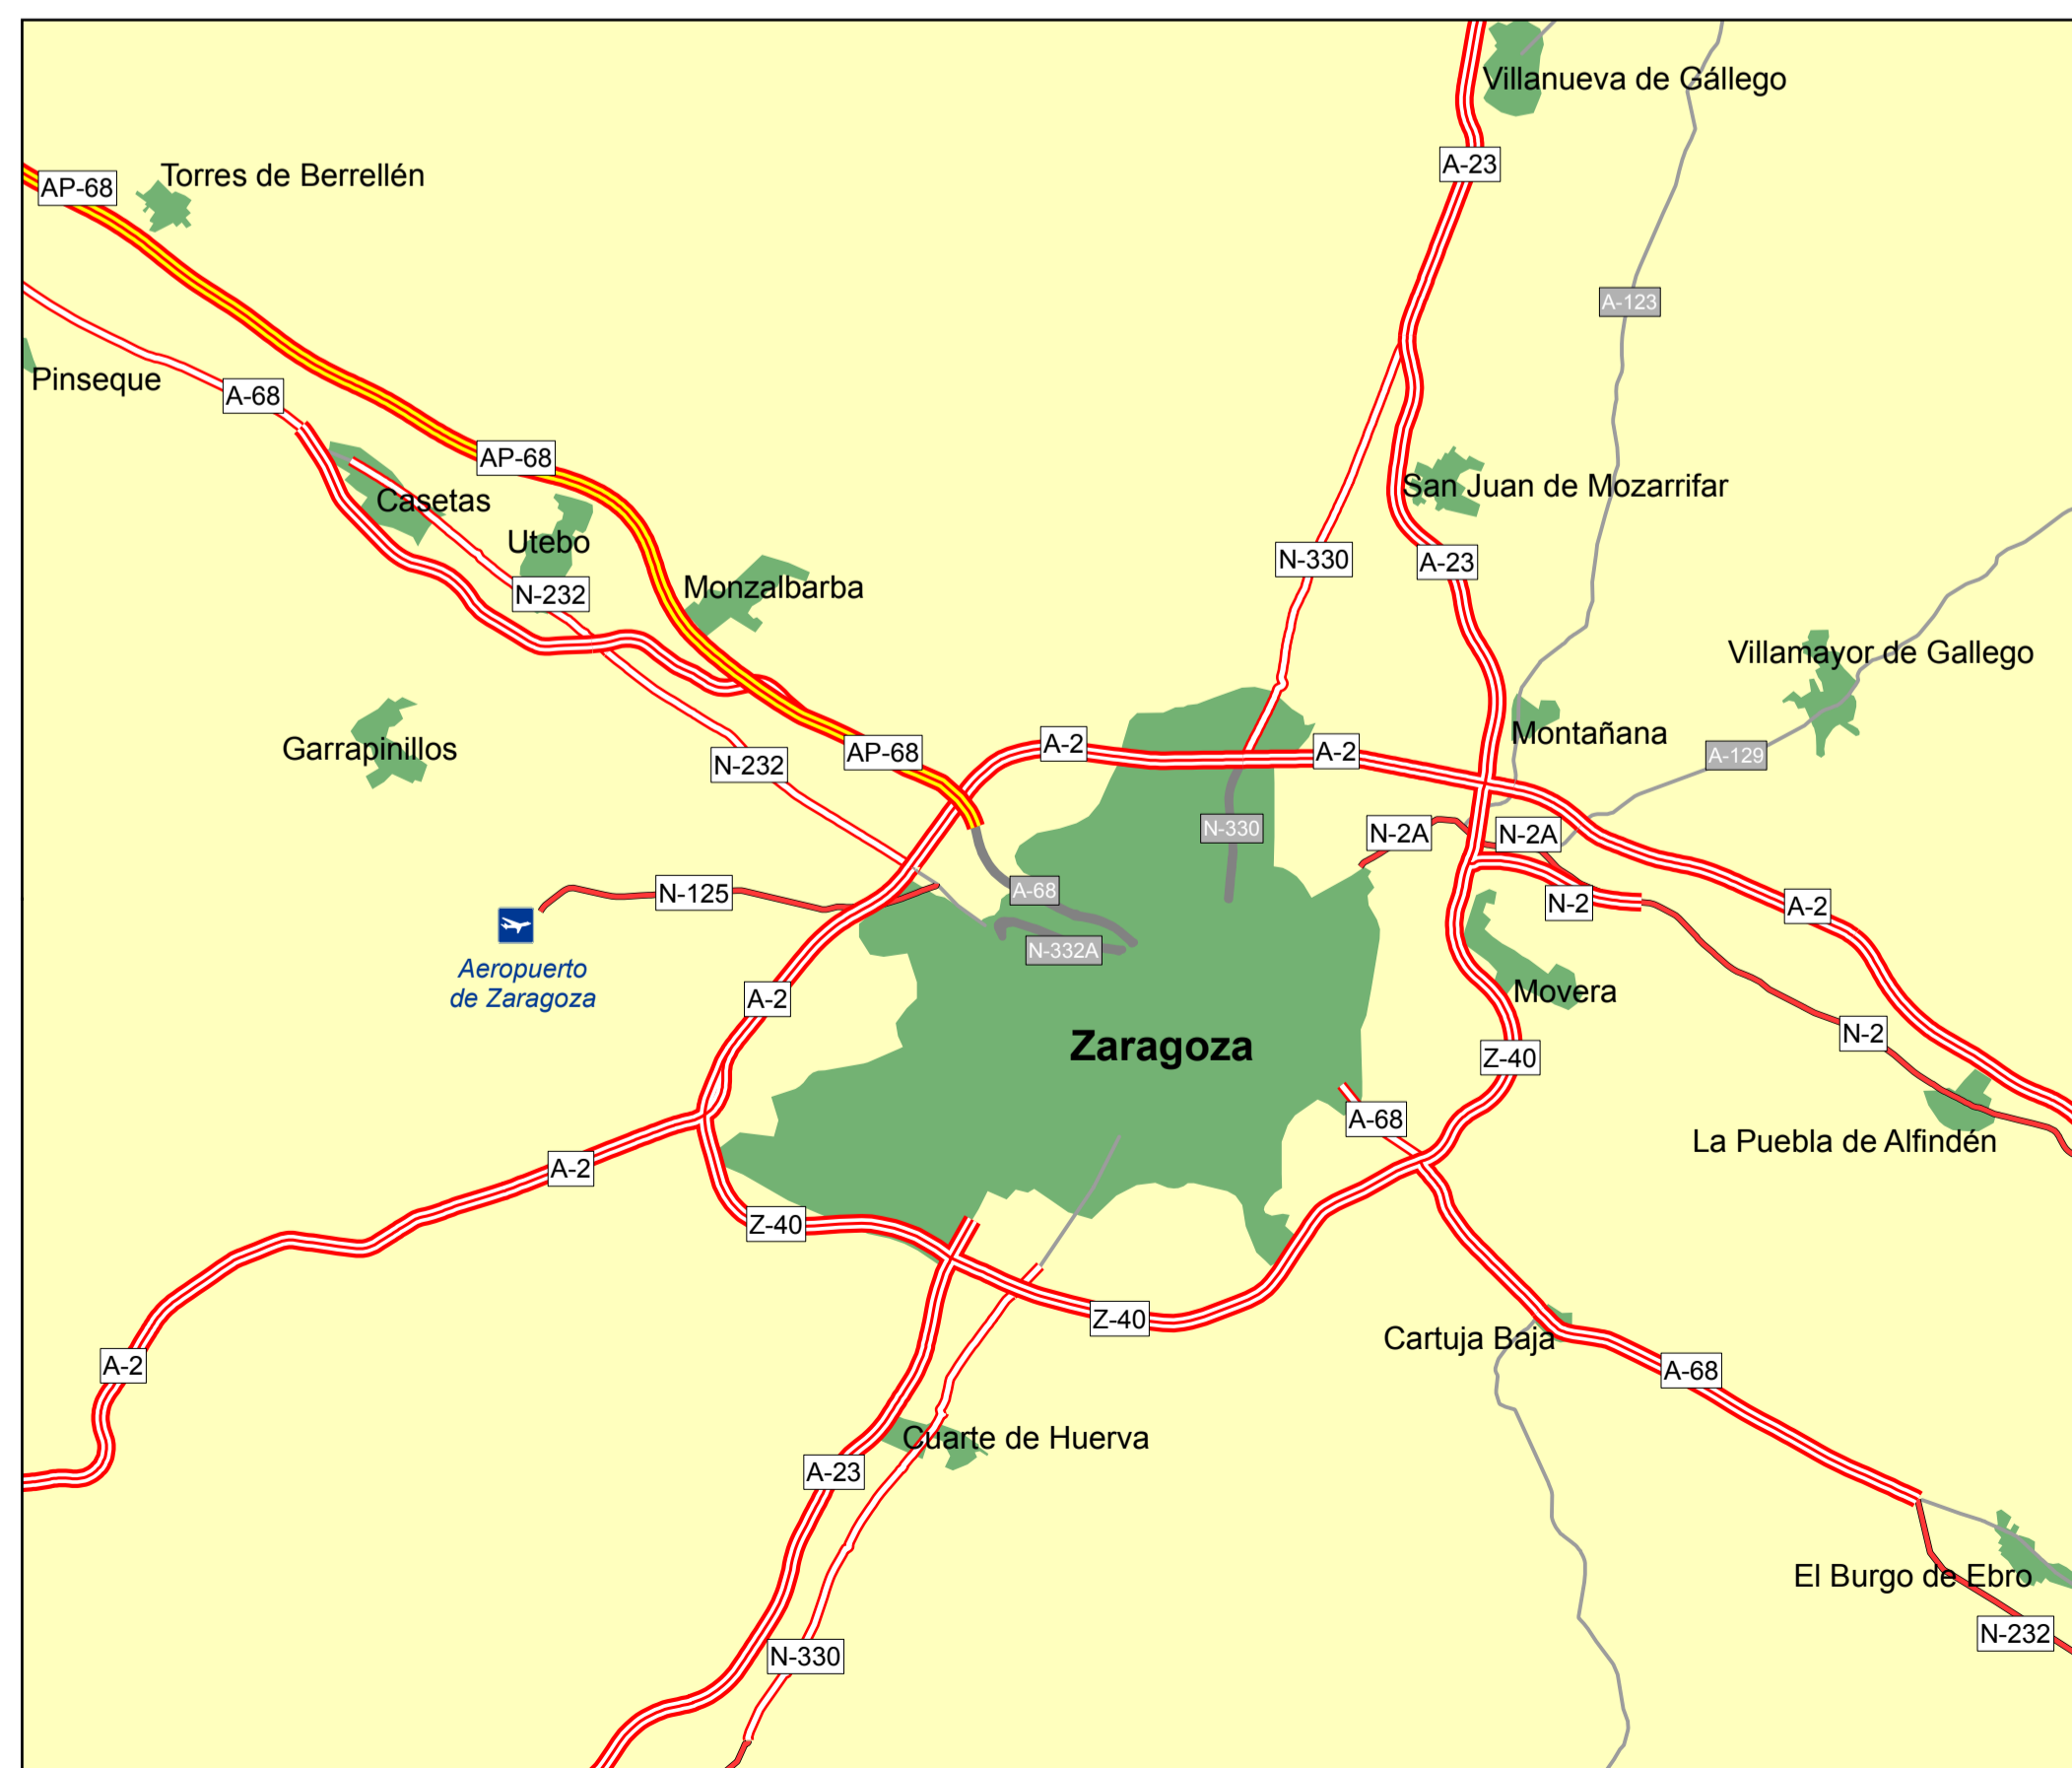 Villanueva de Gállego
A-23
Torres de Berrellén
AP-68
A-123
Pinseque
A-68
AP-68
San Juan de Mozarrifar
Casetas
Utebo
N-330
A-23
Monzalbarba
N-232
Villamayor de Gallego
Montañana
Garrapinillos
A-2
A-2
AP-68
A-129
N-232
N-330
N-2A
N-2A
N-125
A-68
N-2
A-2
N-332A
Aeropuerto
de Zaragoza
A-2
Movera
N-2
Zaragoza
Z-40
A-68
La Puebla de Alfindén
A-2
Z-40
Z-40
Cartuja Baja
A-2
A-68
Cuarte de Huerva
A-23
El Burgo de Ebro
N-232
N-330